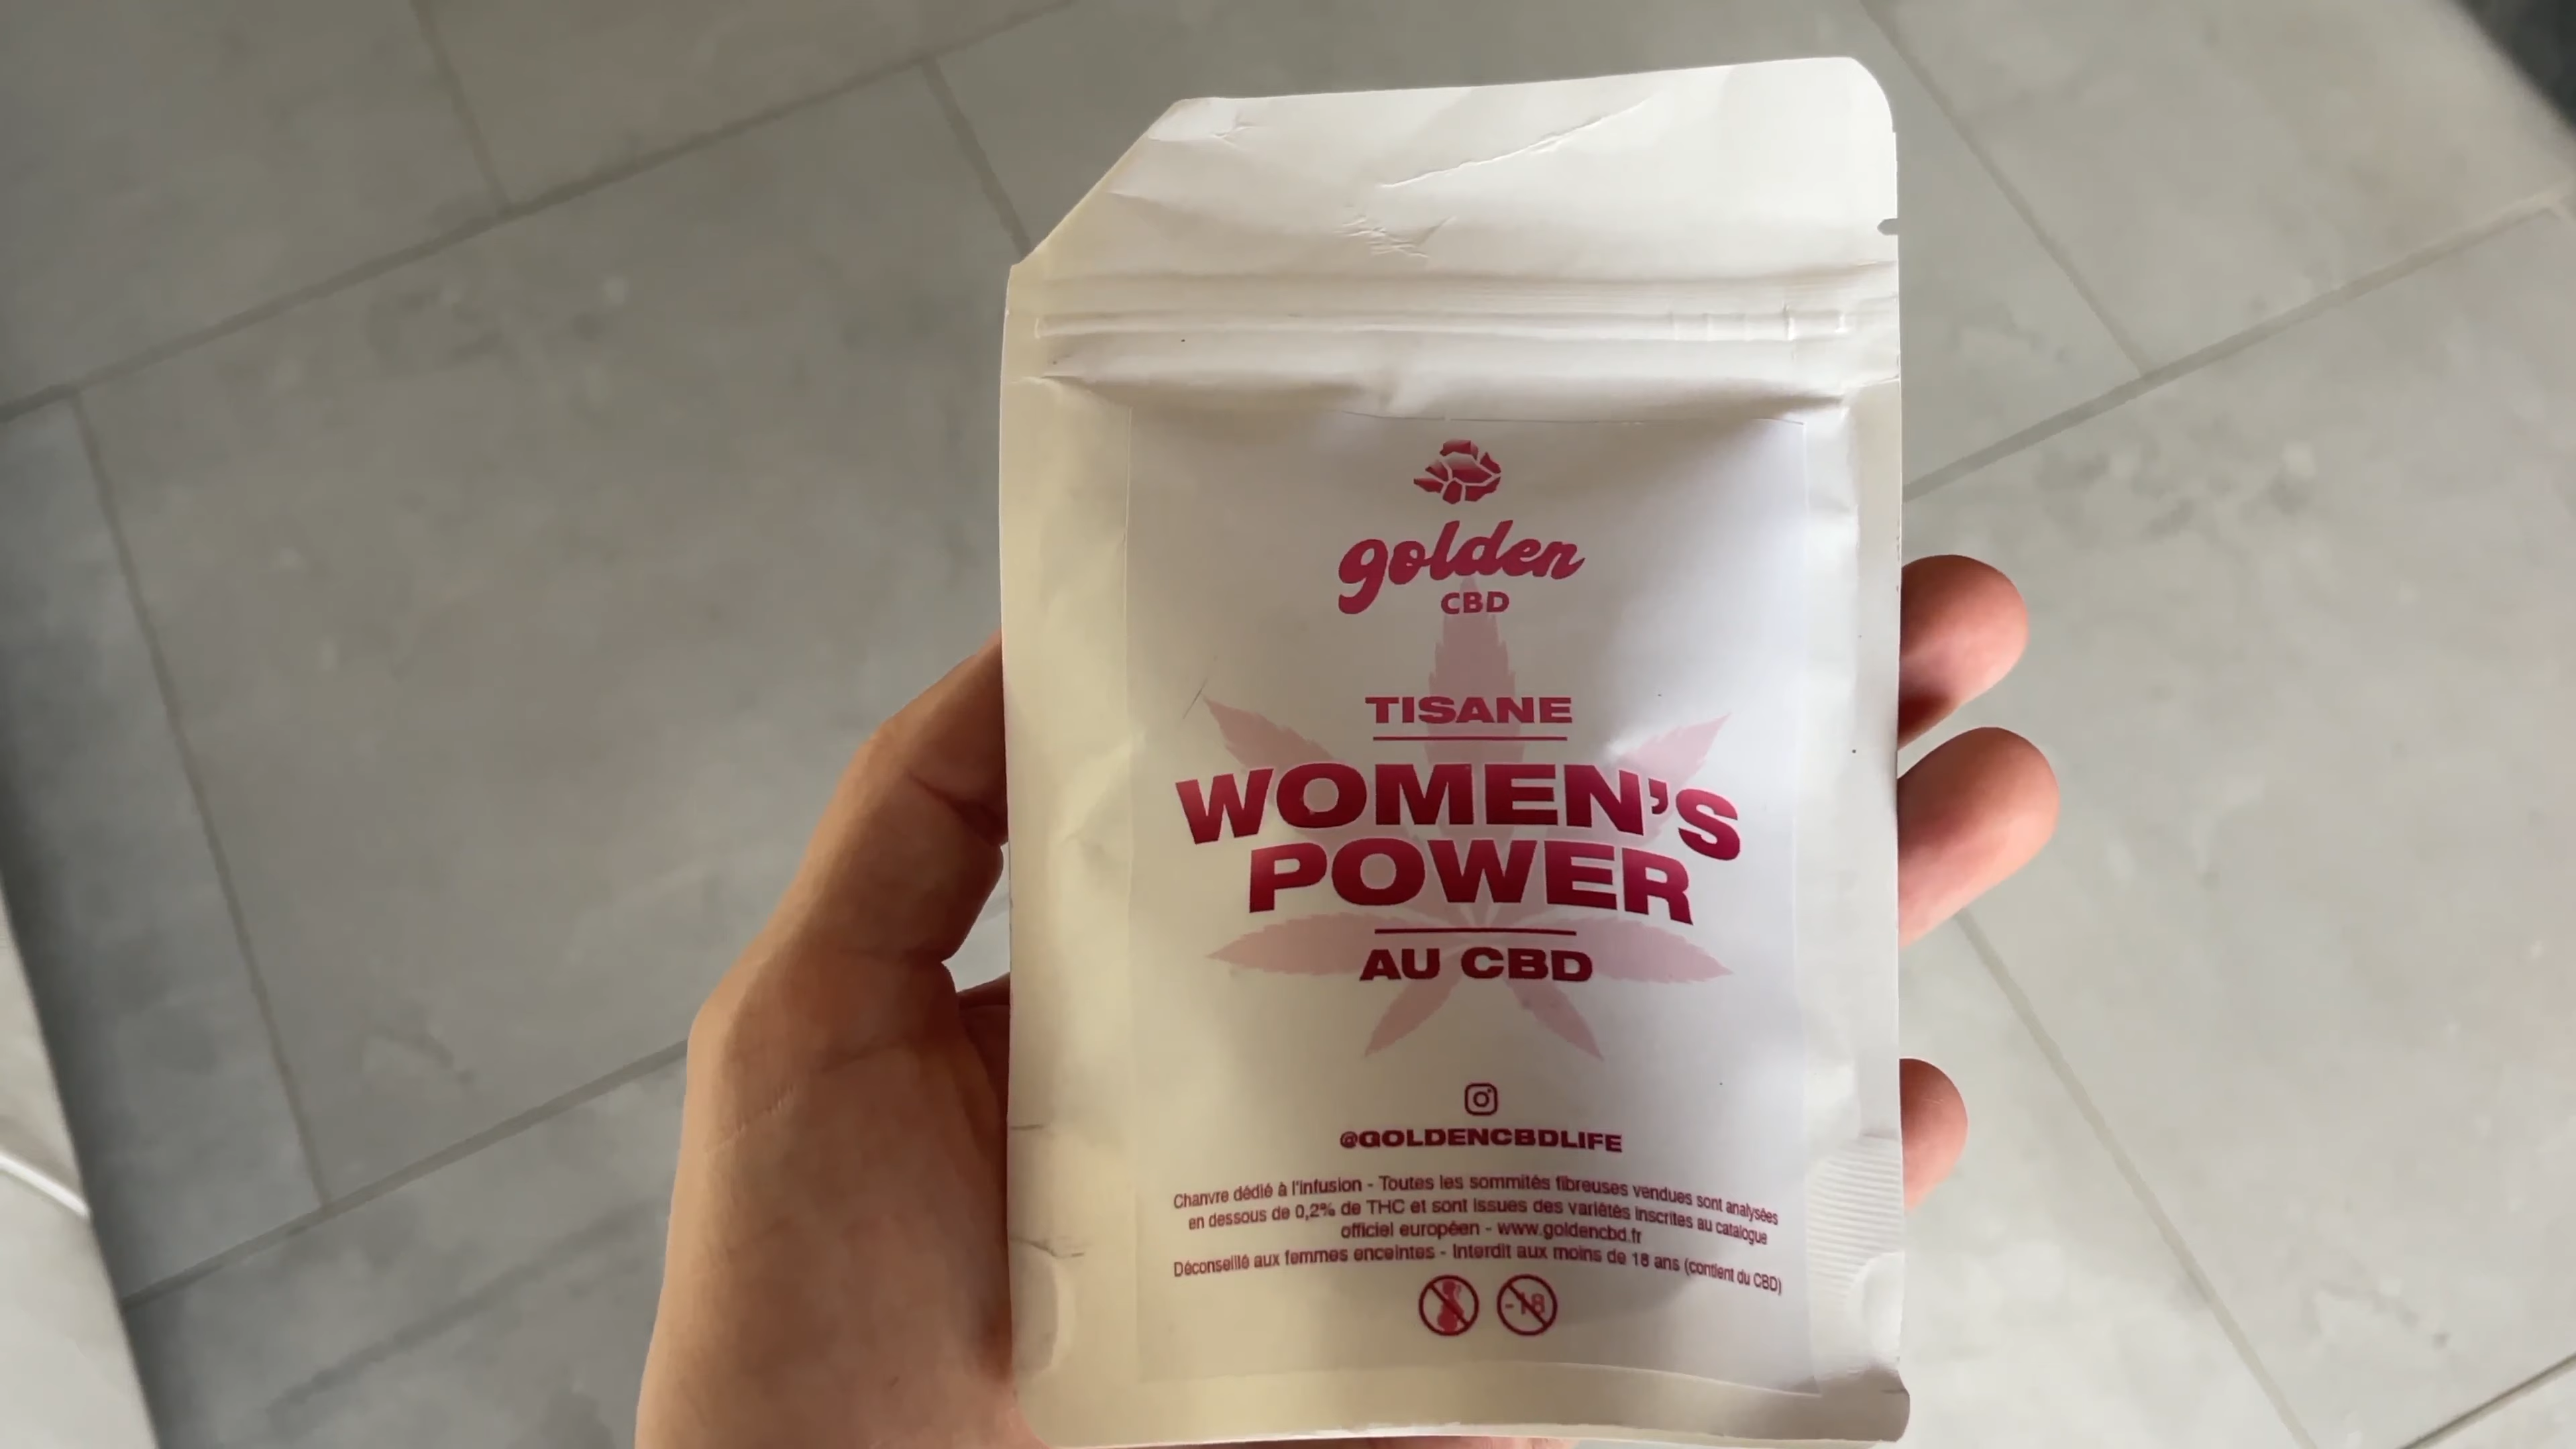 golden
CBD
TISANE
WOMEN'S
POWER
AU CBD
@GOLDENCBDLIFE
Chanvre dédié à l'infusion - Toutes les sommités fibreuses vendues sont analysées
en dessous de 0,2% de THC et sont issues des variétés inscrites au catalogue
officiel européen - www.goldencbd.fr
Déconseillé aux femmes enceintes - Interdit aux moins de 18 ans (contient du CBD)
-18